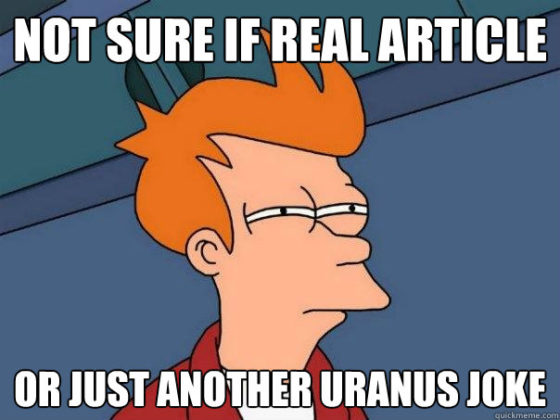 NOT SURE IF REAL ARTICLE
OR JUST ANOTHER URANUS JOKE
quickmeme.com